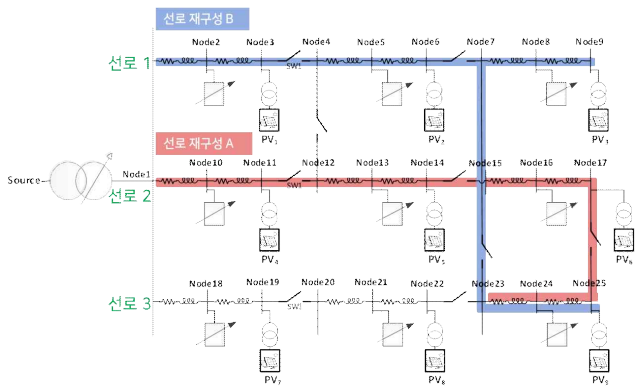 선로 재구성 B
Node2 Node3 Node4 Node5 Node6 Node7 Node8 Node9
선로 1
SW1
PV1 PV2 PV3
선로 재구성 A
Node10 Node11 Node12 Node13 Node14 Node15 Node16 Node17
Source Node1
선로 2
SW1
PV4 PV5 PV6
Node18 Node19 Node20 Node21 Node22 Node23 Node24 Node25
선로 3
SW1
PV7 PV8 PV9